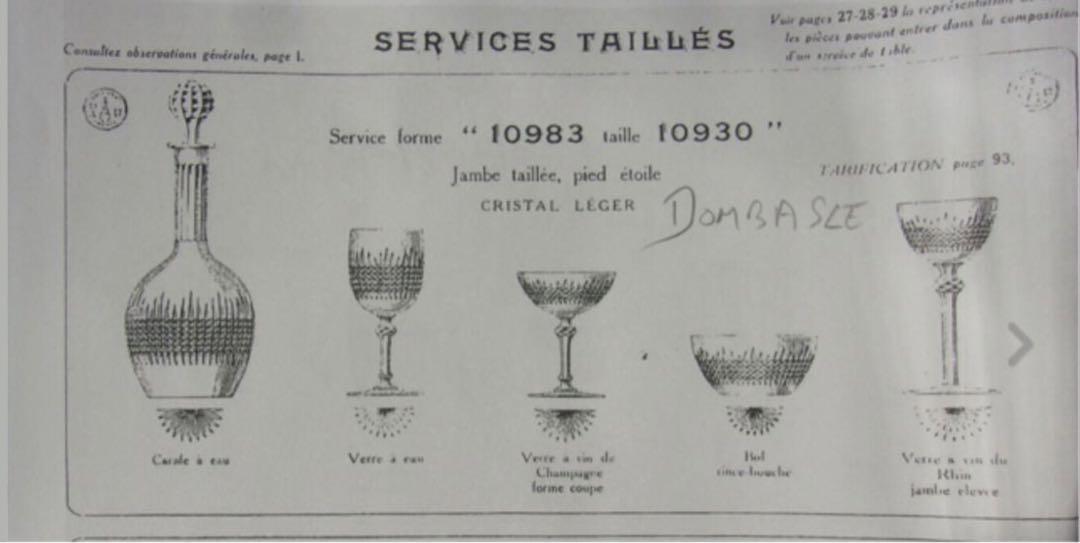 Consultez observations générales, page 1.
SERVICES TAILLÉS
Voir pages 27-28-29 la représentation
les pièces pouvant entrer dans la composition
d'un service de table.
Service forme " 10983 taille 10930 "
Jambe taillée, pied étoile
CRISTAL LÉGER
TARIFICATION page 93.
DOMBASLE
Carafe à eau
Verre à eau
Verre à vin de
Champagne
forme coupe
Bol
rince-bouche
Verre à vin du
Rhin
jambe élevée